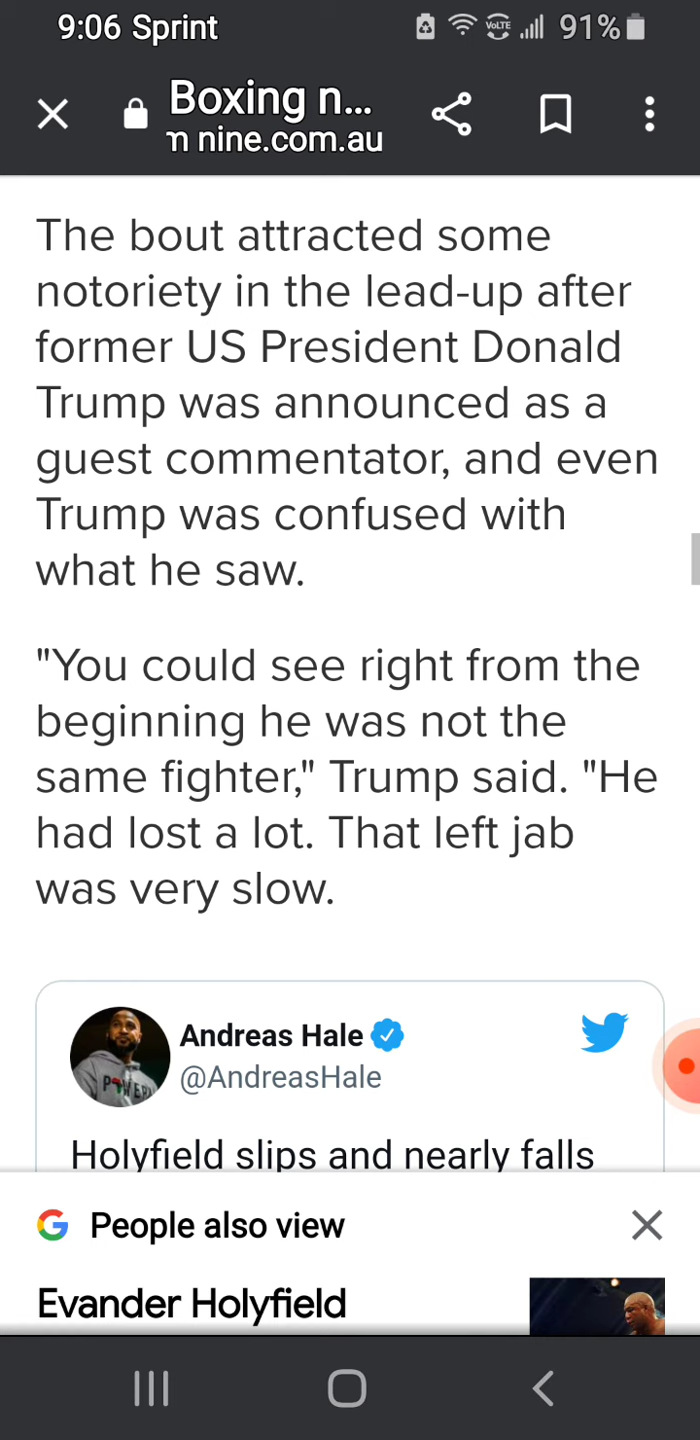 9:06 Sprint
VoLTE
91%
Boxing n...
m nine.com.au
The bout attracted some
notoriety in the lead-up after
former US President Donald
Trump was announced as a
guest commentator, and even
Trump was confused with
what he saw.
"You could see right from the
beginning he was not the
same fighter," Trump said. "He
had lost a lot. That left jab
was very slow.
Andreas Hale
@AndreasHale
Holyfield slips and nearly falls
People also view
Evander Holyfield